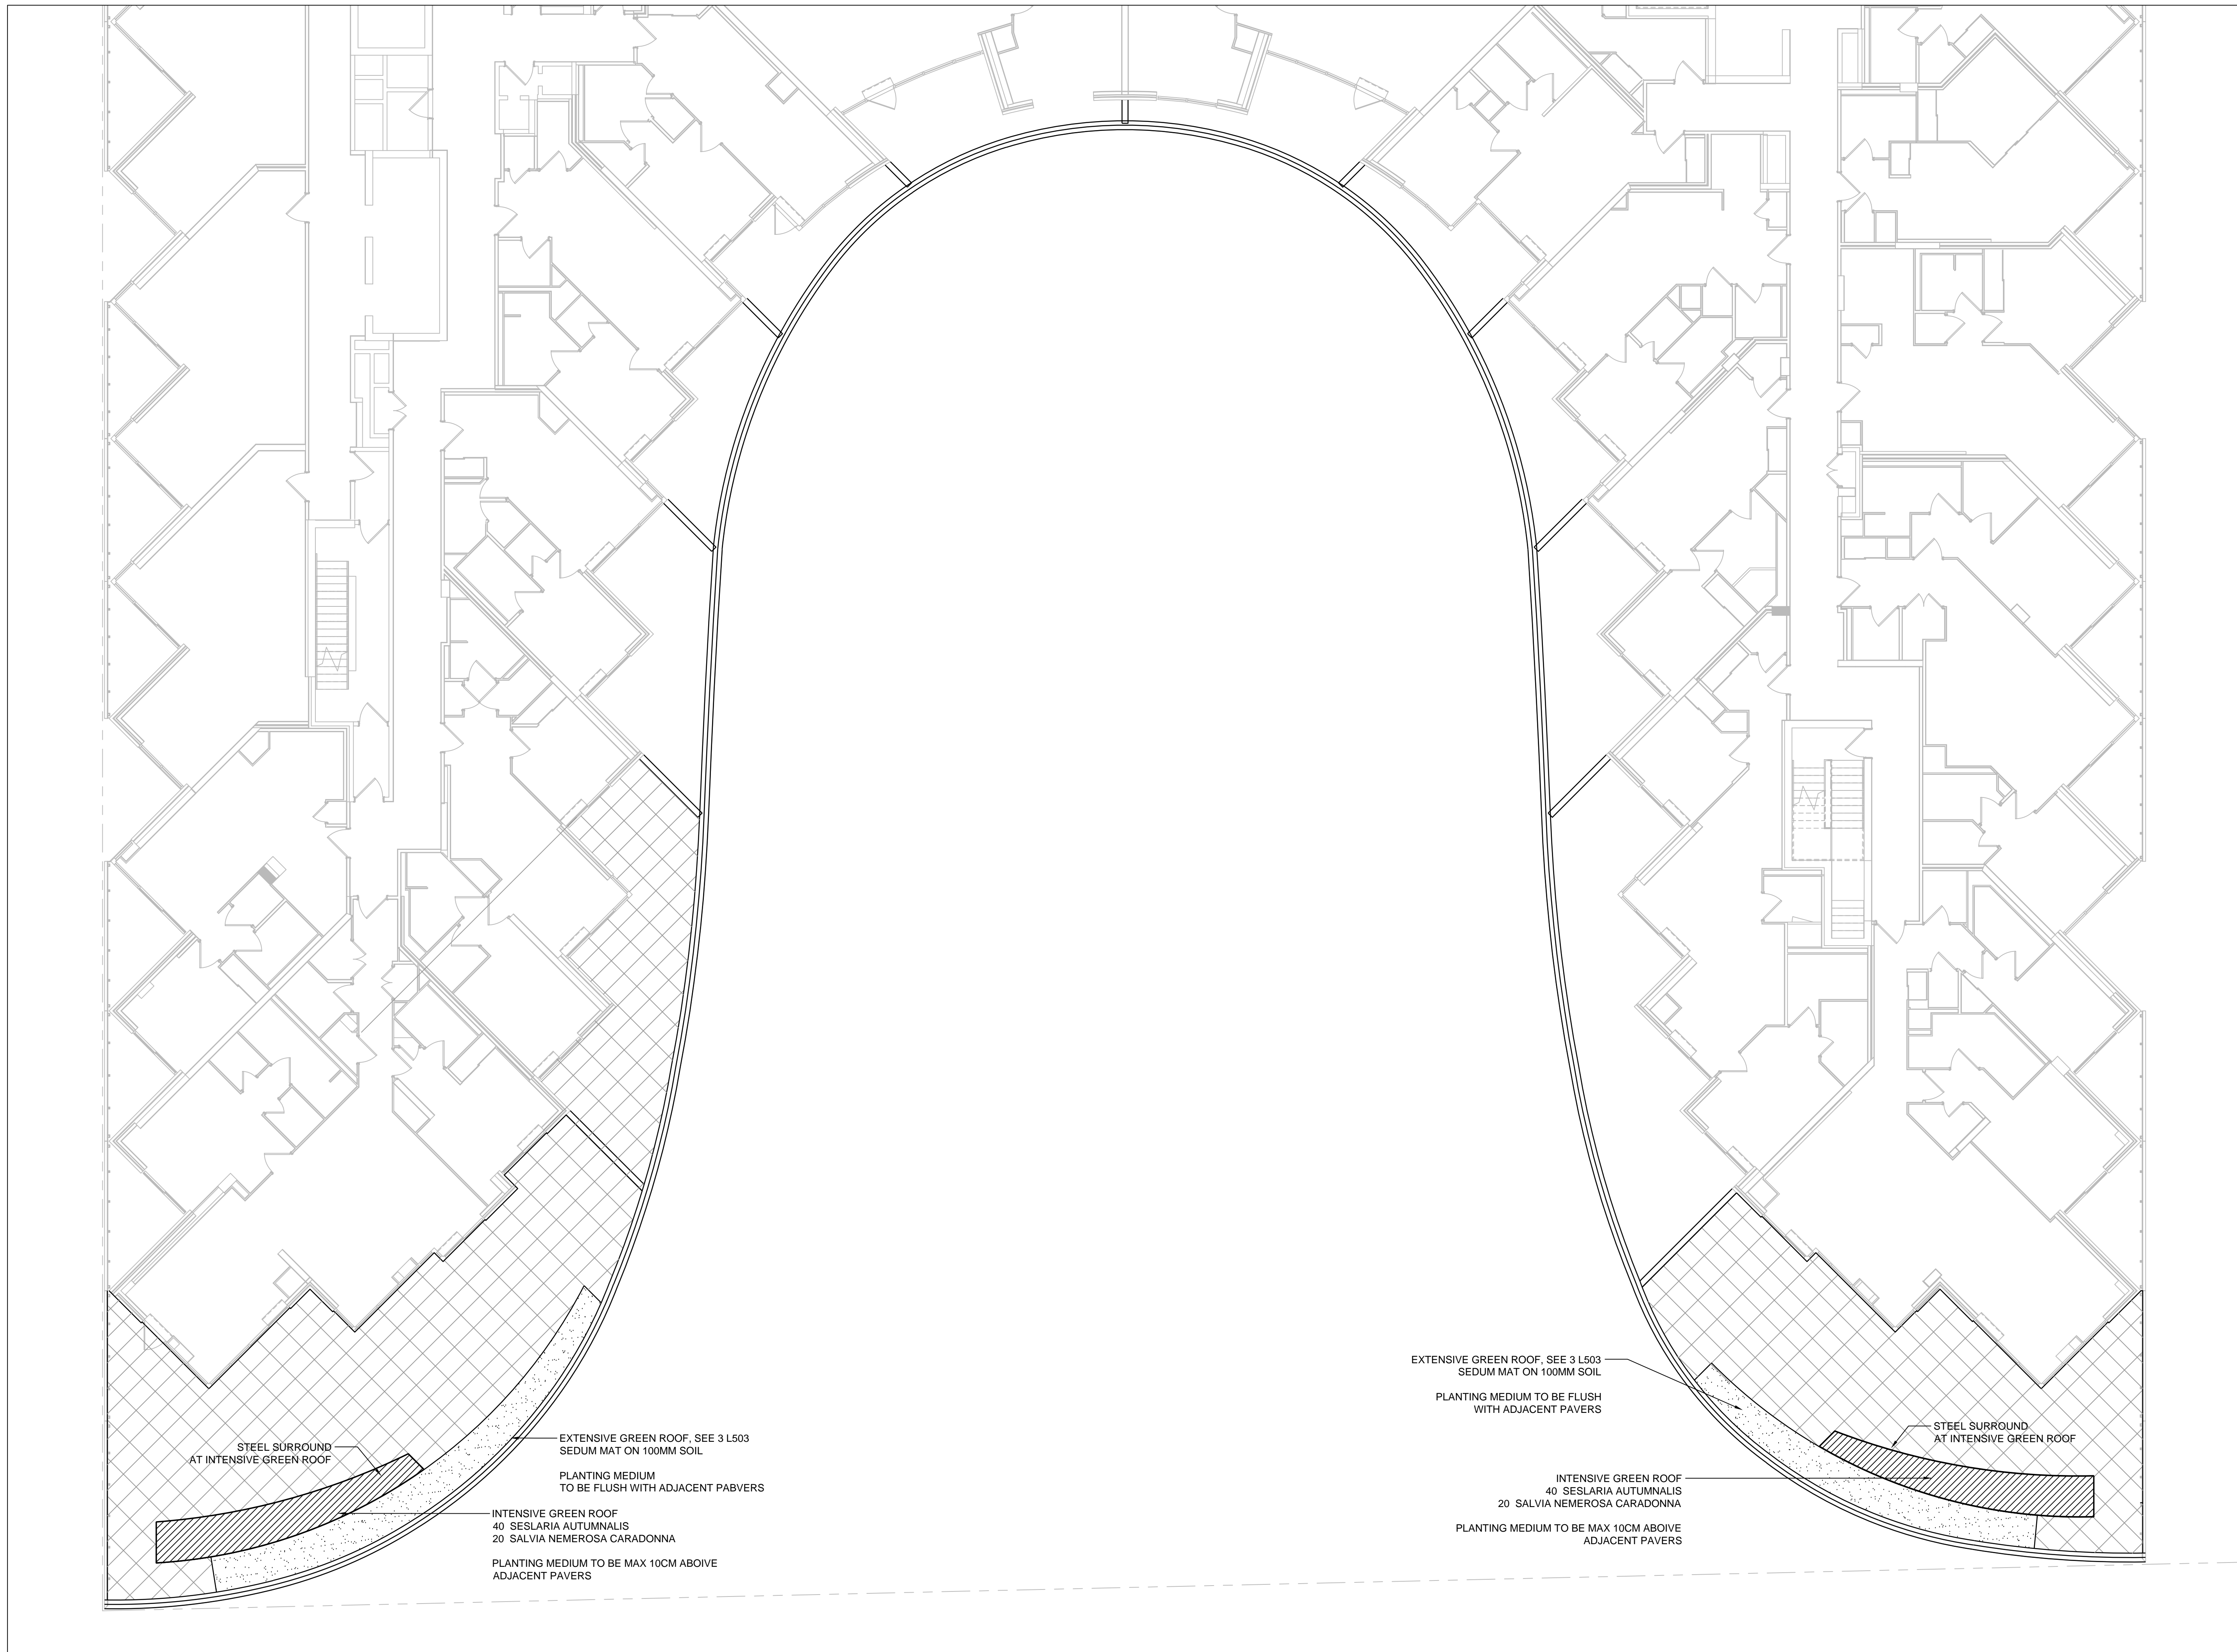 STEEL SURROUND
AT INTENSIVE GREEN ROOF
EXTENSIVE GREEN ROOF, SEE 3 L503
SEDUM MAT ON 100MM SOIL
PLANTING MEDIUM
TO BE FLUSH WITH ADJACENT PABVERS
INTENSIVE GREEN ROOF
40 SESLARIA AUTUMNALIS
20 SALVIA NEMEROSA CARADONNA
PLANTING MEDIUM TO BE MAX 10CM ABOIVE
ADJACENT PAVERS
EXTENSIVE GREEN ROOF, SEE 3 L503
SEDUM MAT ON 100MM SOIL
PLANTING MEDIUM TO BE FLUSH
WITH ADJACENT PAVERS
STEEL SURROUND
AT INTENSIVE GREEN ROOF
INTENSIVE GREEN ROOF
40 SESLARIA AUTUMNALIS
20 SALVIA NEMEROSA CARADONNA
PLANTING MEDIUM TO BE MAX 10CM ABOIVE
ADJACENT PAVERS